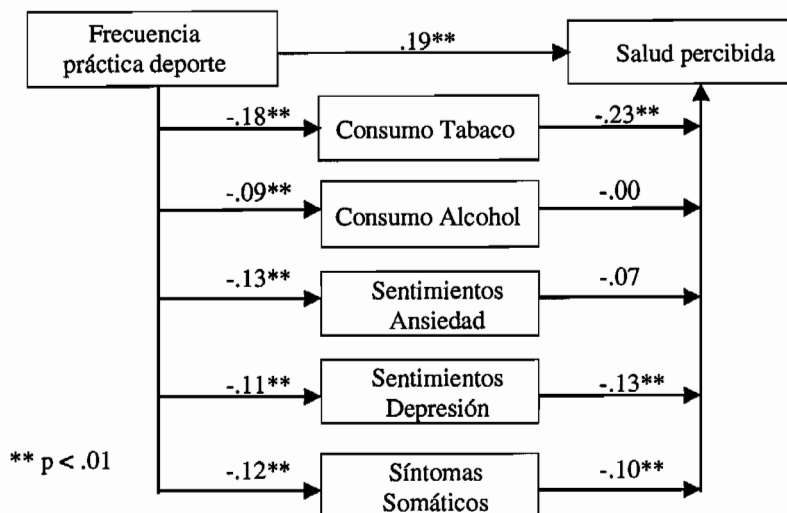 Frecuencia
práctica deporte
.19**
Salud percibida
-.18**
Consumo Tabaco
-.23**
-.09**
Consumo Alcohol
-.00
-.13**
Sentimientos
Ansiedad
-.07
-.11**
Sentimientos
Depresión
-.13**
** p < .01
-.12**
Síntomas
Somáticos
-.10**